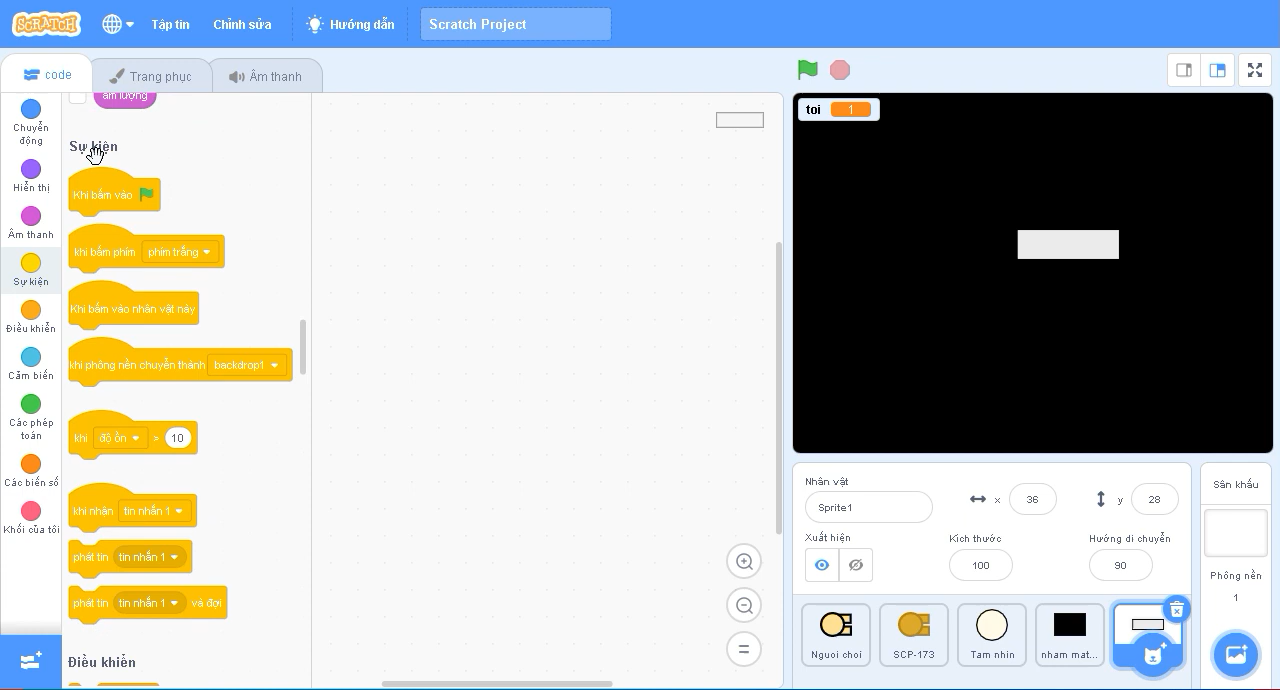 SCRATCH
Tập tin
Chỉnh sửa
Hướng dẫn
Scratch Project
code
Trang phục
Âm thanh
Chuyển động
Hiển thị
Âm thanh
Sự kiện
Điều khiển
Cảm biến
Các phép toán
Các biến số
Khối của tôi
âm lượng
Sự kiện
Khi bấm vào
khi bấm phím phím trắng
Khi bấm vào nhân vật này
khi phông nền chuyển thành backdrop1
khi độ ồn > 10
khi nhận tin nhắn 1
phát tin tin nhắn 1
phát tin tin nhắn 1 và đợi
Điều khiển
toi 1
Nhân vật
Sprite1
x 36
y 28
Xuất hiện
Kích thước
100
Hướng di chuyển
90
Nguoi choi
SCP-173
Tam nhin
nham mat...
Sân khấu
Phông nền
1